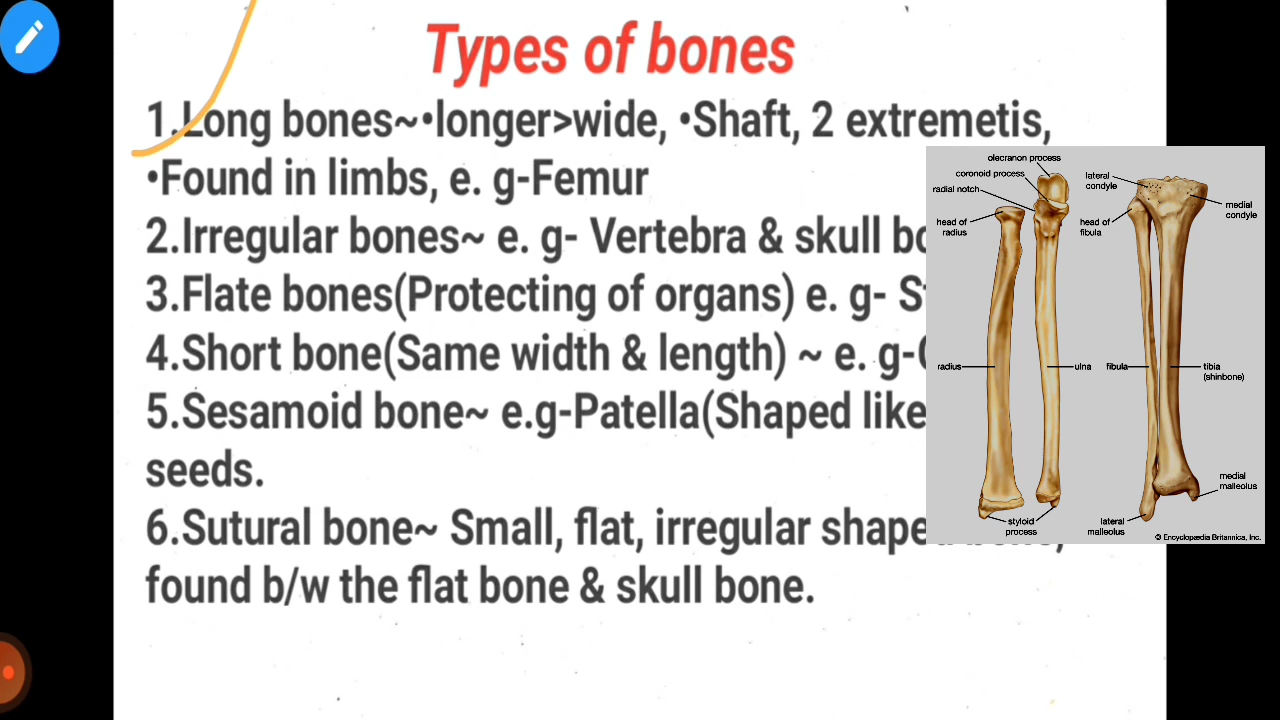 Types of bones
1.Long bones~•longer>wide, •Shaft, 2 extremetis,
•Found in limbs, e. g-Femur
2.Irregular bones~ e. g- Vertebra & skull
3.Flate bones(Protecting of organs) e. g-
4.Short bone(Same width & length) ~ e. g-
5.Sesamoid bone~ e.g-Patella(Shaped like
seeds.
6.Sutural bone~ Small, flat, irregular shaped bone,
found b/w the flat bone & skull bone.
olecranon process
coronoid process
radial notch
head of
radius
lateral
condyle
medial
condyle
head of
fibula
radius
ulna
fibula
tibia
(shinbone)
medial
malleolus
styloid
process
lateral
malleolus
© Encyclopædia Britannica, Inc.